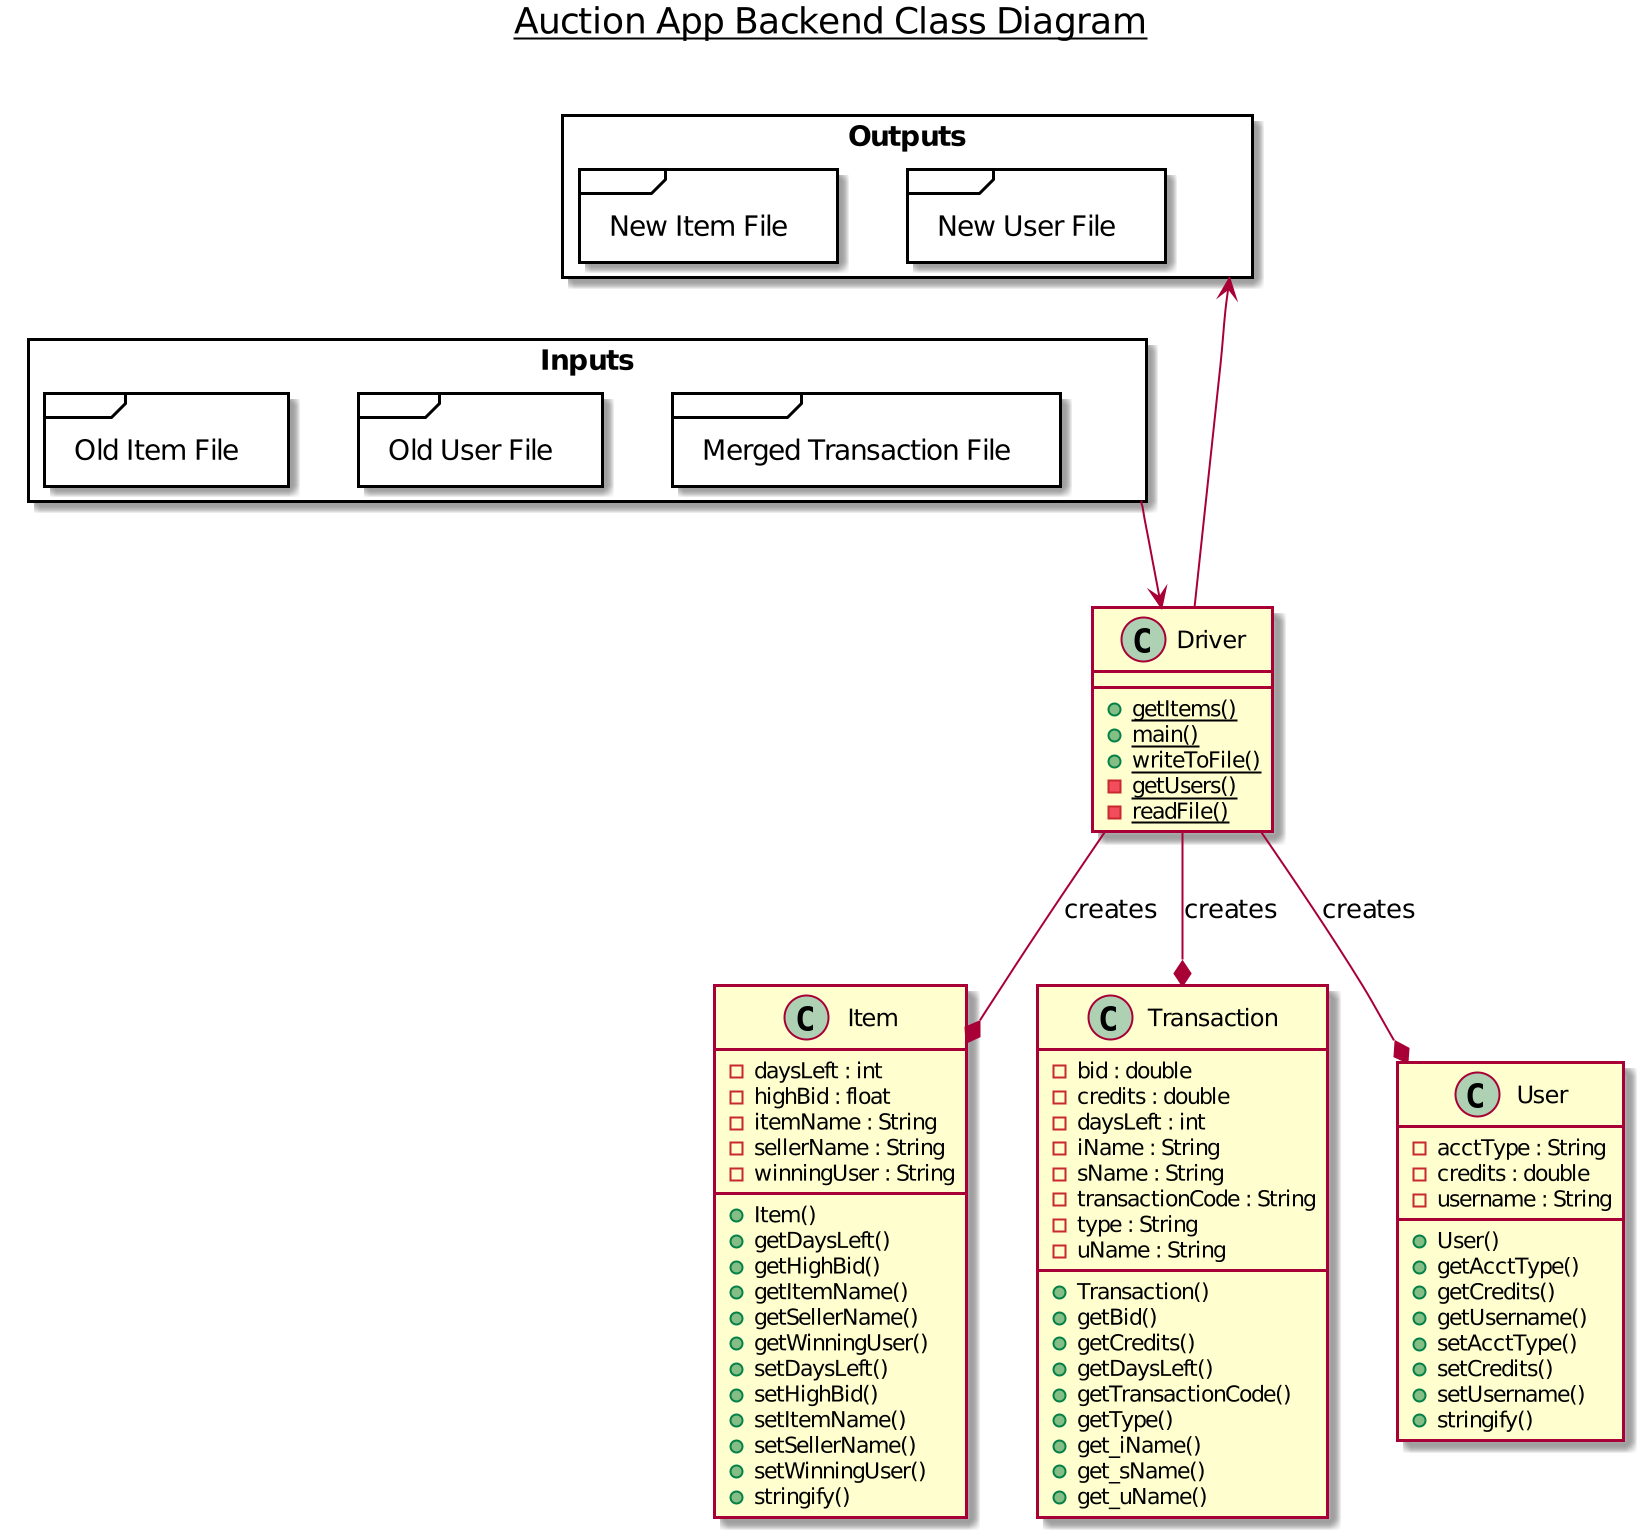 Auction App Backend Class Diagram
Outputs
New Item File
New User File
Inputs
Old Item File
Old User File
Merged Transaction File
C Driver
getItems()
main()
writeToFile()
getUsers()
readFile()
creates
creates
creates
C Item
daysLeft : int
highBid : float
itemName : String
sellerName : String
winningUser : String
Item()
getDaysLeft()
getHighBid()
getItemName()
getSellerName()
getWinningUser()
setDaysLeft()
setHighBid()
setItemName()
setSellerName()
setWinningUser()
stringify()
C Transaction
bid : double
credits : double
daysLeft : int
iName : String
sName : String
transactionCode : String
type : String
uName : String
Transaction()
getBid()
getCredits()
getDaysLeft()
getTransactionCode()
getType()
get_iName()
get_sName()
get_uName()
C User
acctType : String
credits : double
username : String
User()
getAcctType()
getCredits()
getUsername()
setAcctType()
setCredits()
setUsername()
stringify()